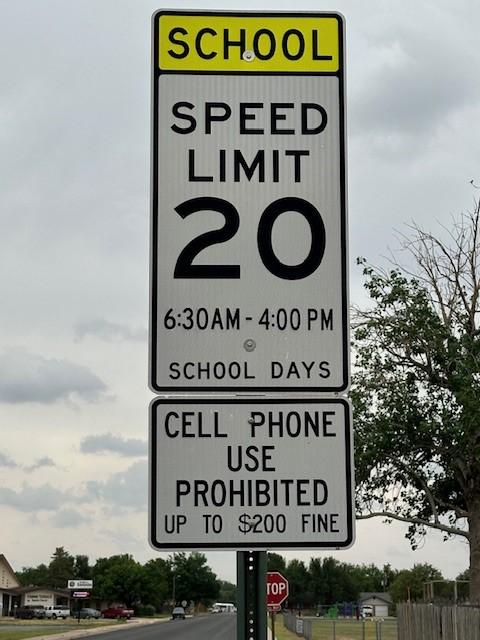 SCHOOL
SPEED
LIMIT
20
6:30AM - 4:00 PM
SCHOOL DAYS
CELL PHONE
USE
PROHIBITED
UP TO $200 FINE
TOP